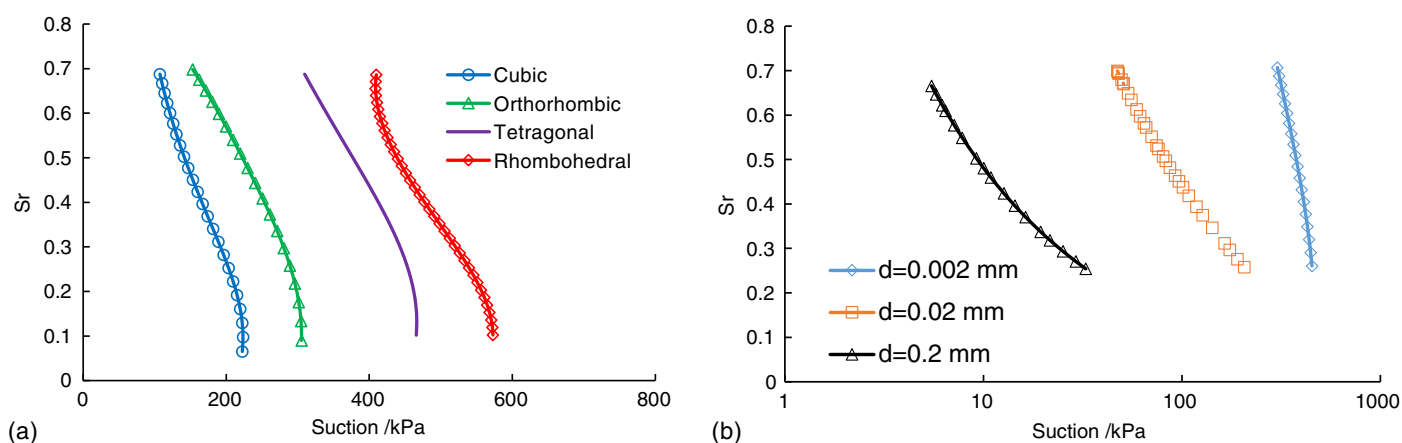 0.8
0.7
0.6
0.5
0.4
0.3
0.2
0.1
0
Sr
Cubic
Orthorhombic
Tetragonal
Rhombohedral
0 200 400 600 800
Suction /kPa
(a)
0.8
0.7
0.6
0.5
0.4
0.3
0.2
0.1
0
Sr
d=0.002 mm
d=0.02 mm
d=0.2 mm
1 10 100 1000
Suction /kPa
(b)